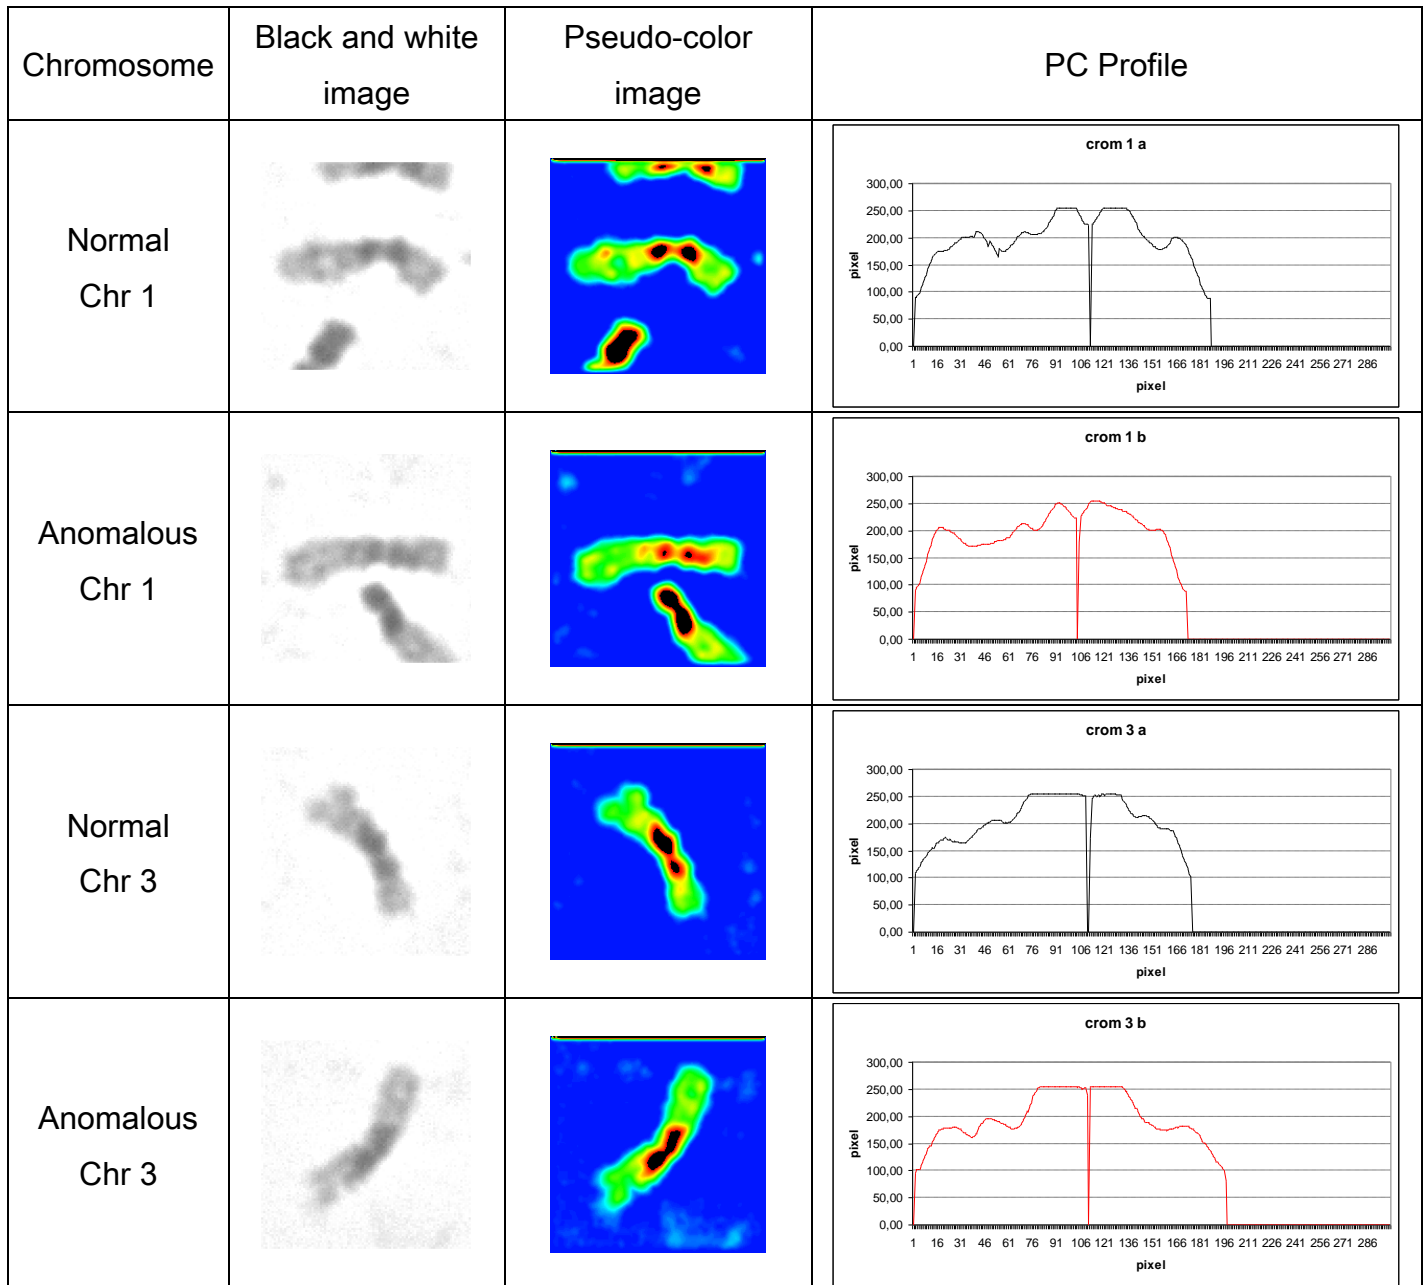 Chromosome
Black and white
image
Pseudo-color
image
PC Profile
Normal
Chr 1
crom 1 a
300,00
250,00
200,00
150,00
100,00
50,00
0,00
pixel
1 16 31 46 61 76 91 106 121 136 151 166 181 196 211 226 241 256 271 286
pixel
Anomalous
Chr 1
crom 1 b
300,00
250,00
200,00
150,00
100,00
50,00
0,00
pixel
1 16 31 46 61 76 91 106 121 136 151 166 181 196 211 226 241 256 271 286
pixel
Normal
Chr 3
crom 3 a
300,00
250,00
200,00
150,00
100,00
50,00
0,00
pixel
1 16 31 46 61 76 91 106 121 136 151 166 181 196 211 226 241 256 271 286
pixel
Anomalous
Chr 3
crom 3 b
300,00
250,00
200,00
150,00
100,00
50,00
0,00
pixel
1 16 31 46 61 76 91 106 121 136 151 166 181 196 211 226 241 256 271 286
pixel